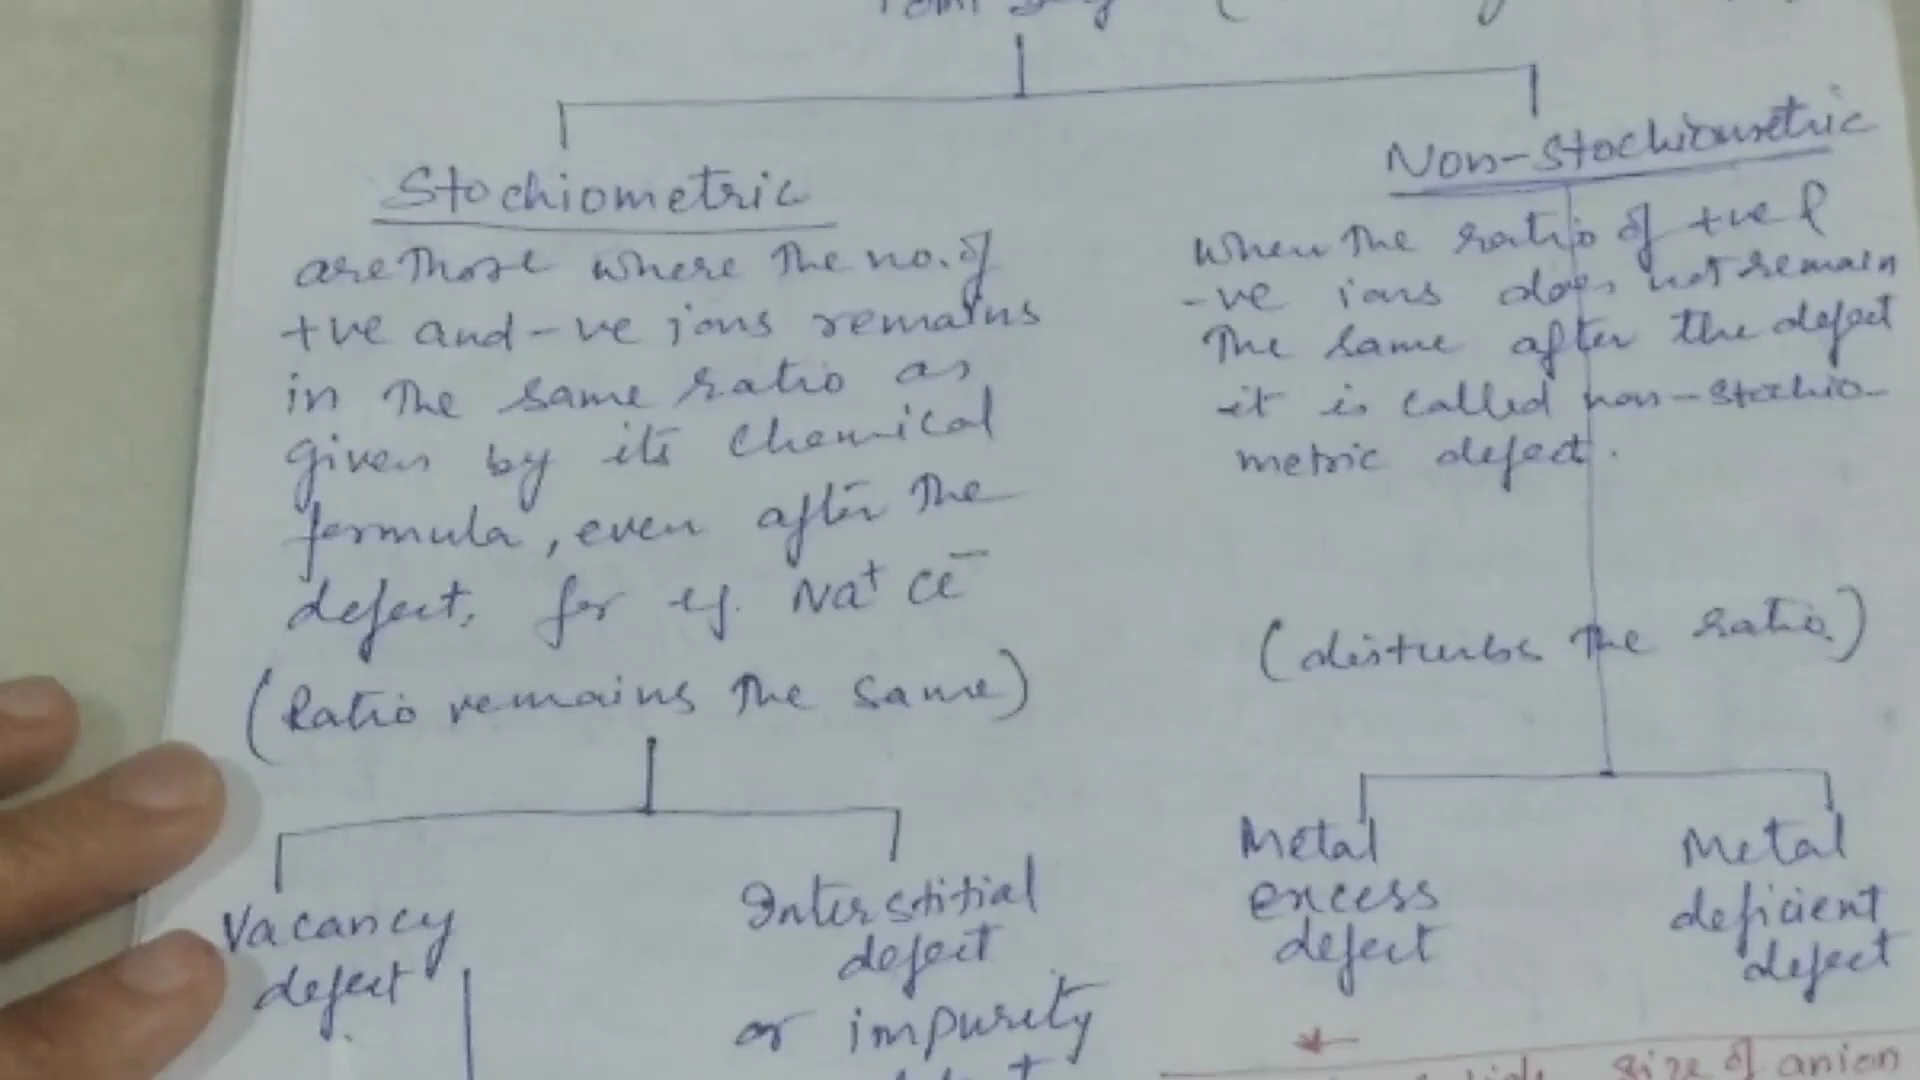 Stochiometric
are those where the no. of
+ve and -ve ions remains
in the same ratio as
given by its chemical
formula, even after the
defect, for eg. Na⁺ Cl⁻
(Ratio remains the same)
Vacancy
defect
Interstitial
defect
or impurity
Non-Stochiometric
when the ratio of +ve &
-ve ions does not remain
the same after the defect
it is called non-stochio-
metric defect.
(disturbs the ratio)
Metal
excess
defect
Metal
deficient
defect
size of anion